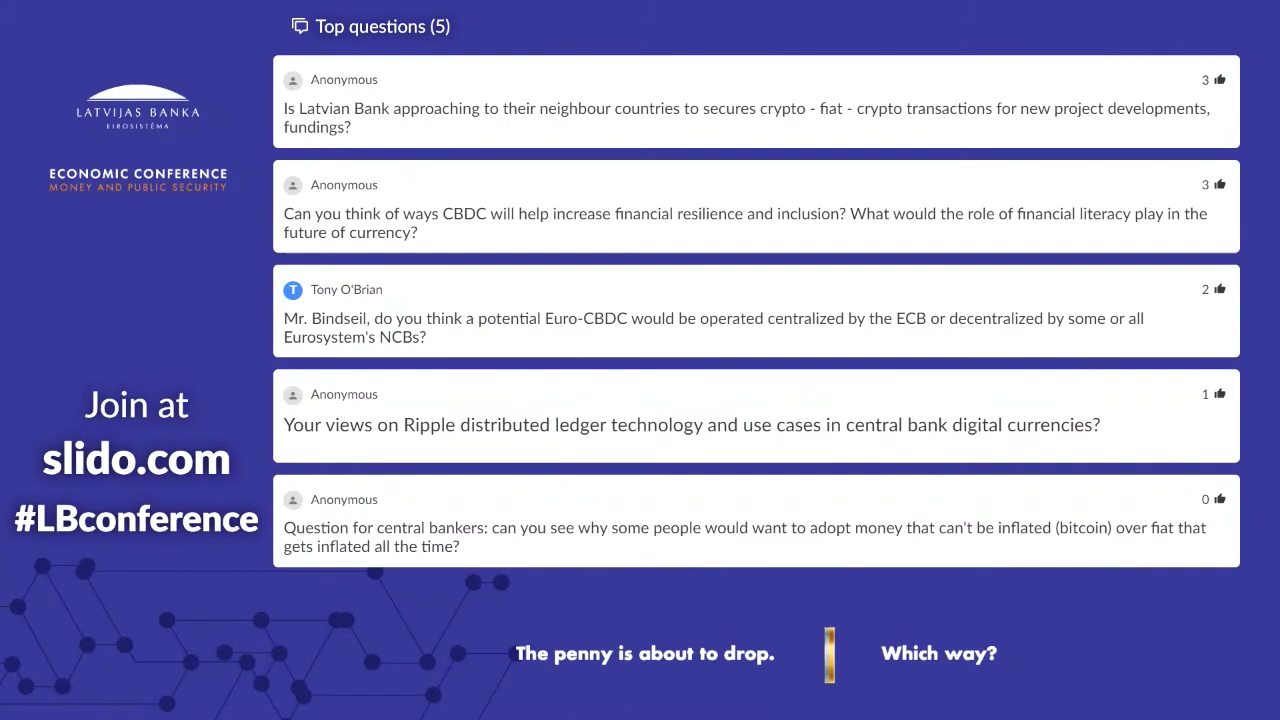 Top questions (5)
LATVIJAS BANKA
EIROSISTĒMA
ECONOMIC CONFERENCE
MONEY AND PUBLIC SECURITY
Anonymous
3
Is Latvian Bank approaching to their neighbour countries to secures crypto - fiat - crypto transactions for new project developments,
fundings?
Anonymous
3
Can you think of ways CBDC will help increase financial resilience and inclusion? What would the role of financial literacy play in the
future of currency?
T
Tony O'Brian
2
Mr. Bindseil, do you think a potential Euro-CBDC would be operated centralized by the ECB or decentralized by some or all
Eurosystem's NCBs?
Anonymous
1
Your views on Ripple distributed ledger technology and use cases in central bank digital currencies?
Anonymous
0
Question for central bankers: can you see why some people would want to adopt money that can't be inflated (bitcoin) over fiat that
gets inflated all the time?
Join at
slido.com
#LBconference
The penny is about to drop.
Which way?